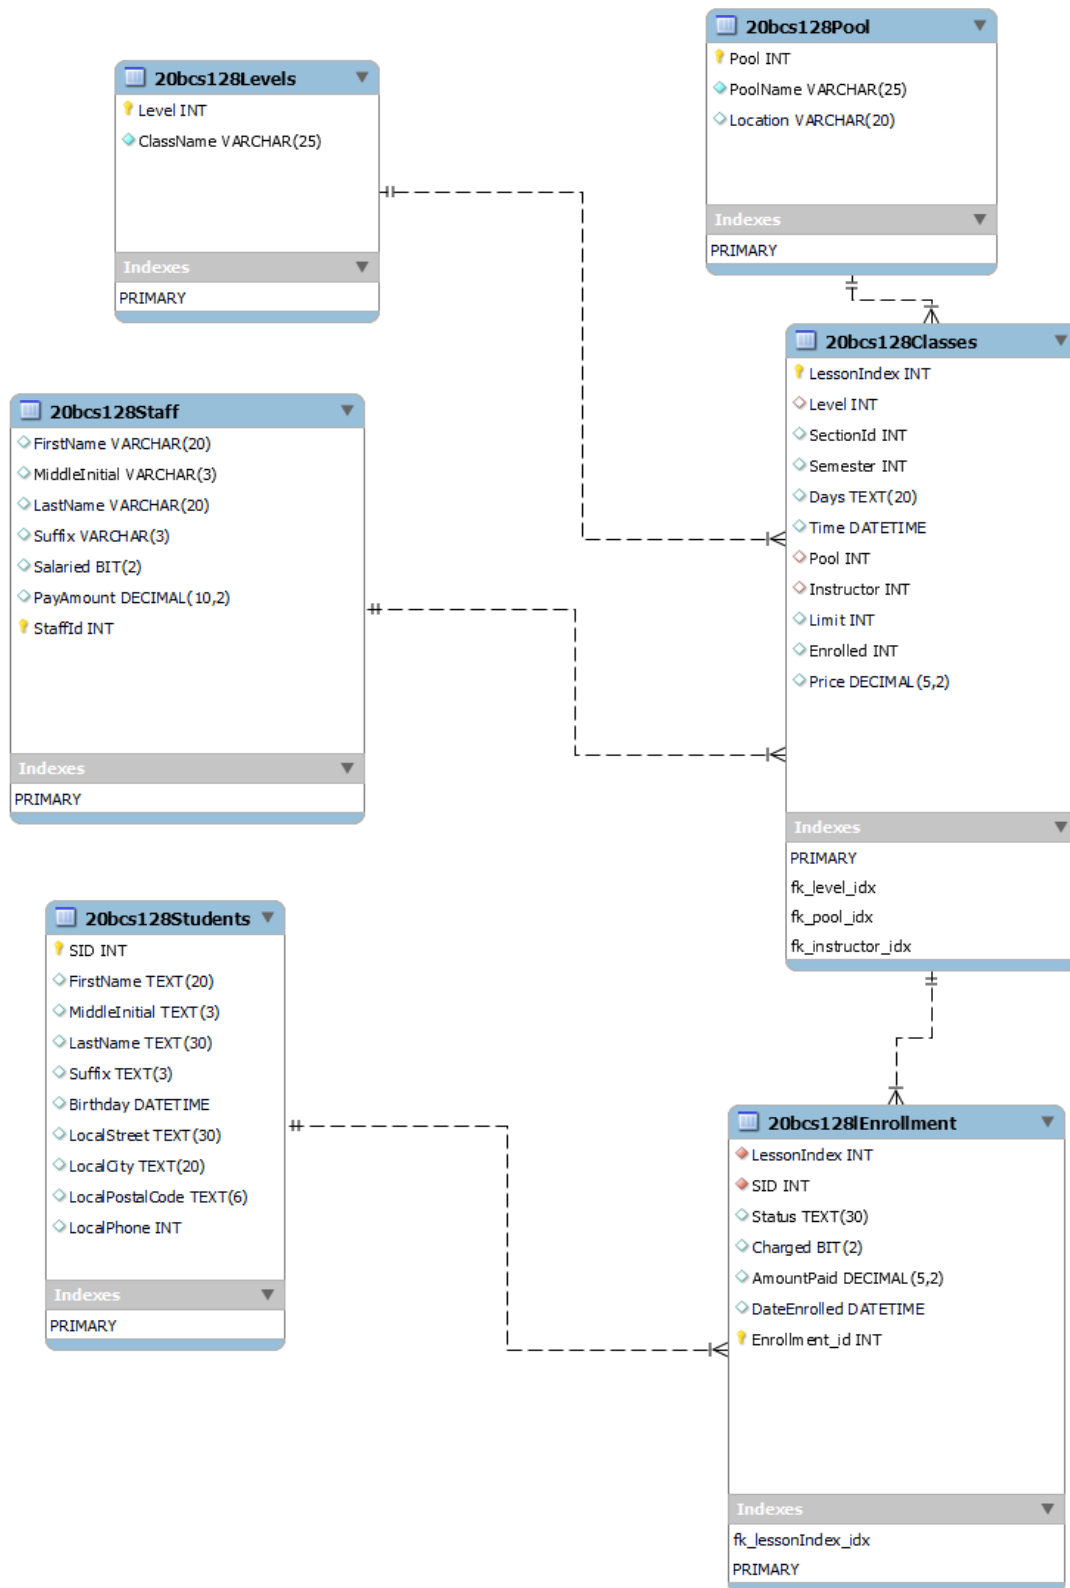 20bcs128Levels
Level INT
ClassName VARCHAR(25)
Indexes
PRIMARY
20bcs128Pool
Pool INT
PoolName VARCHAR(25)
Location VARCHAR(20)
Indexes
PRIMARY
20bcs128Staff
FirstName VARCHAR(20)
MiddleInitial VARCHAR(3)
LastName VARCHAR(20)
Suffix VARCHAR(3)
Salaried BIT(2)
PayAmount DECIMAL(10,2)
StaffId INT
Indexes
PRIMARY
20bcs128Classes
LessonIndex INT
Level INT
SectionId INT
Semester INT
Days TEXT(20)
Time DATETIME
Pool INT
Instructor INT
Limit INT
Enrolled INT
Price DECIMAL(5,2)
Indexes
PRIMARY
fk_level_idx
fk_pool_idx
fk_instructor_idx
20bcs128Students
SID INT
FirstName TEXT(20)
MiddleInitial TEXT(3)
LastName TEXT(30)
Suffix TEXT(3)
Birthday DATETIME
LocalStreet TEXT(30)
LocalCity TEXT(20)
LocalPostalCode TEXT(6)
LocalPhone INT
Indexes
PRIMARY
20bcs128lEnrollment
LessonIndex INT
SID INT
Status TEXT(30)
Charged BIT(2)
AmountPaid DECIMAL(5,2)
DateEnrolled DATETIME
Enrollment_id INT
Indexes
fk_lessonIndex_idx
PRIMARY